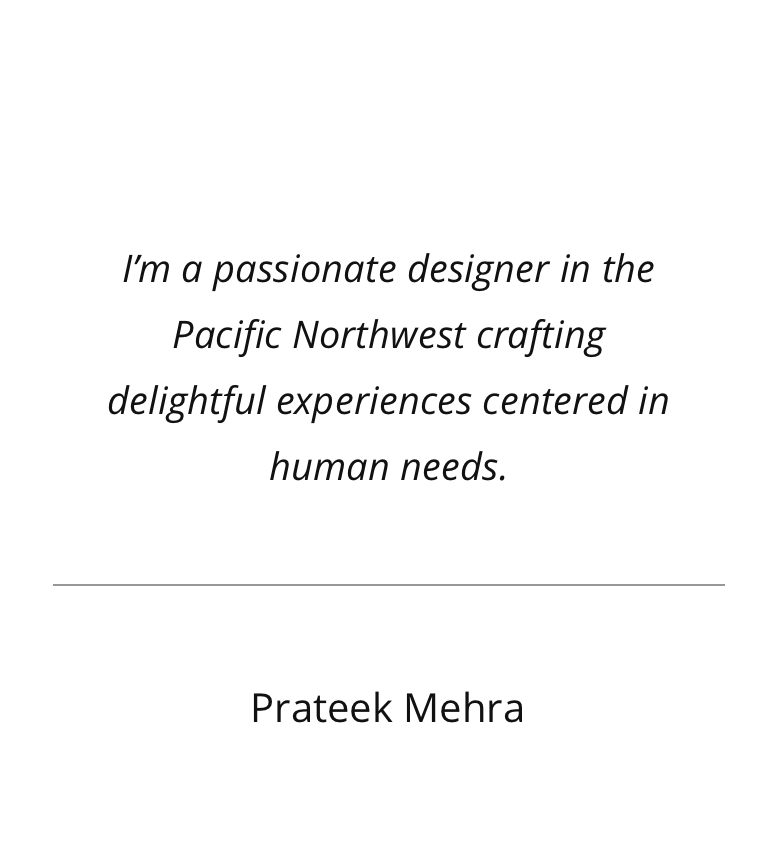 I’m a passionate designer in the
Pacific Northwest crafting
delightful experiences centered in
human needs.
Prateek Mehra